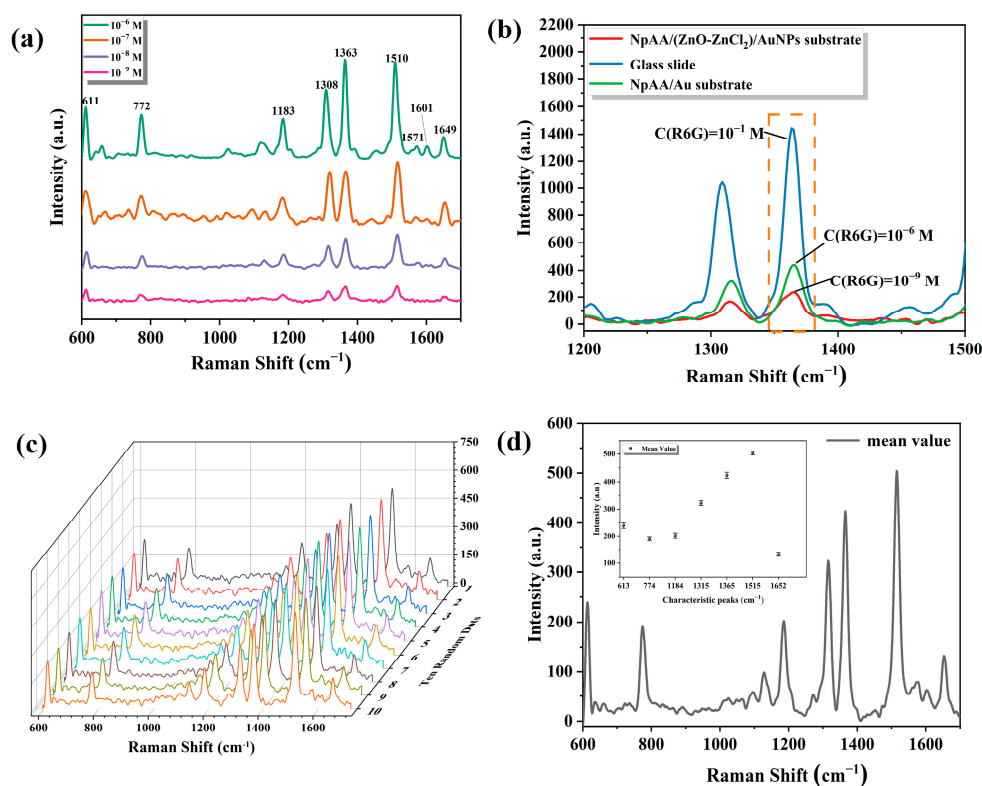 (a)
10⁻⁶ M
10⁻⁷ M
10⁻⁸ M
10⁻⁹ M
611
772
1183
1308
1363
1510
1571
1601
1649
Intensity (a.u.)
600 800 1000 1200 1400 1600
Raman Shift (cm⁻¹)
(b)
NpAA/(ZnO-ZnCl₂)/AuNPs substrate
Glass slide
NpAA/Au substrate
C(R6G)=10⁻¹ M
C(R6G)=10⁻⁶ M
C(R6G)=10⁻⁹ M
Intensity (a.u.)
2200
2000
1800
1600
1400
1200
1000
800
600
400
200
0
1200 1300 1400 1500
Raman Shift (cm⁻¹)
(c)
750
600
450
300
150
0
600 800 1000 1200 1400 1600
600 800 1000 1200 1400 1600
1
2
3
4
5
6
7
8
9
10
Ten Random Dots
Raman Shift (cm⁻¹)
(d)
mean value
Intensity (a.u.)
600
500
400
300
200
100
0
600 800 1000 1200 1400 1600
Raman Shift (cm⁻¹)
Mean Value
Intensity (a.u)
500
400
300
200
100
613 774 1184 1315 1365 1515 1652
Characteristic peaks (cm⁻¹)